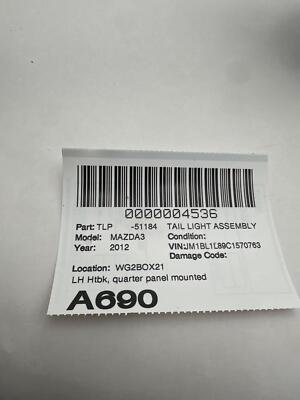 0000004536
Part: TLP -51184 TAIL LIGHT ASSEMBLY
Model: MAZDA3 Condition:
Year: 2012 VIN:JM1BL1L89C1570763
Damage Code:
Location: WG2BOX21
LH Htbk, quarter panel mounted
A690